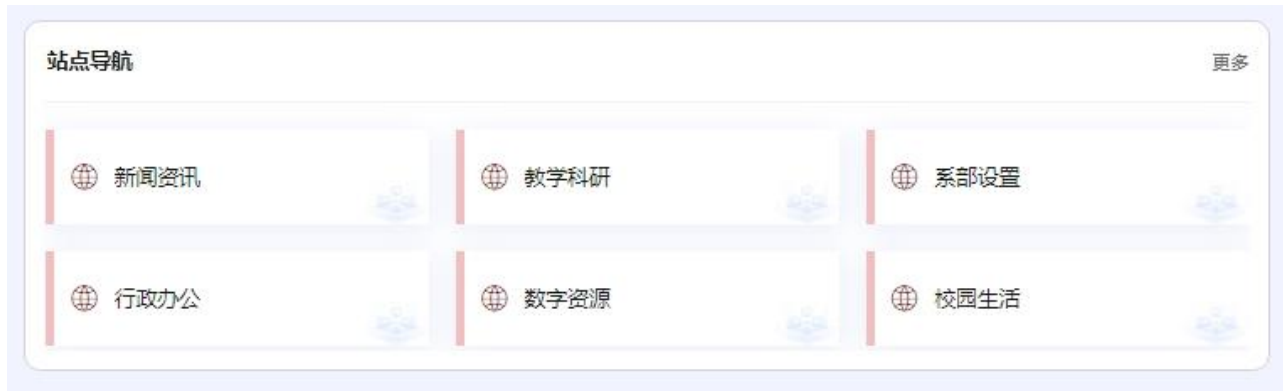 站点导航
更多
新闻资讯
教学科研
系部设置
行政办公
数字资源
校园生活